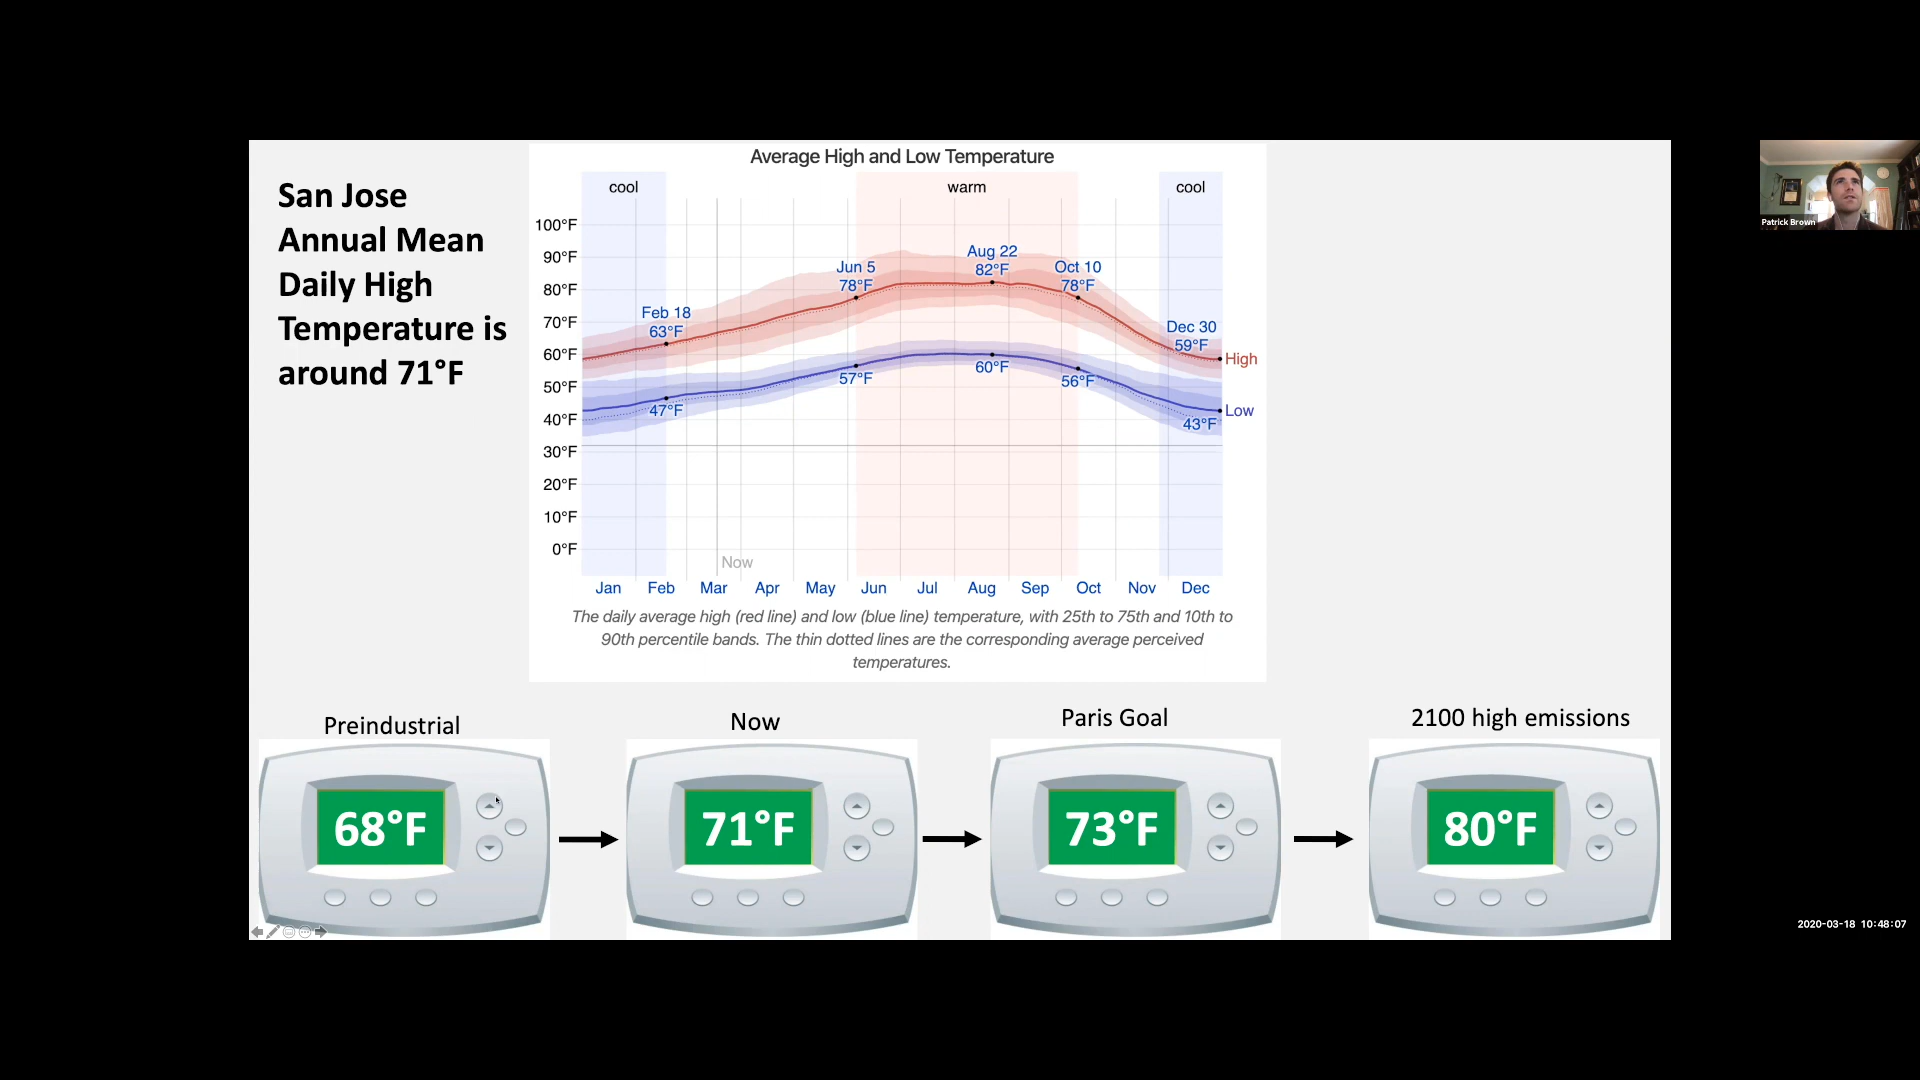 San Jose
Annual Mean
Daily High
Temperature is
around 71°F
Average High and Low Temperature
cool
warm
cool
100°F
90°F
80°F
70°F
60°F
50°F
40°F
30°F
20°F
10°F
0°F
Feb 18
63°F
Jun 5
78°F
Aug 22
82°F
Oct 10
78°F
Dec 30
59°F
High
47°F
57°F
60°F
56°F
43°F
Low
Now
Jan Feb Mar Apr May Jun Jul Aug Sep Oct Nov Dec
The daily average high (red line) and low (blue line) temperature, with 25th to 75th and 10th to
90th percentile bands. The thin dotted lines are the corresponding average perceived
temperatures.
Preindustrial
68°F
Now
71°F
Paris Goal
73°F
2100 high emissions
80°F
Patrick Brown
2020-03-18 10:48:07